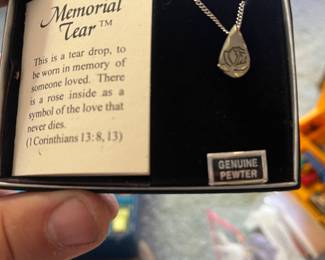 Memorial
Tear™
This is a tear drop, to
be worn in memory of
someone loved. There
is a rose inside as a
symbol of the love that
never dies.
(1 Corinthians 13:8, 13)
GENUINE
PEWTER